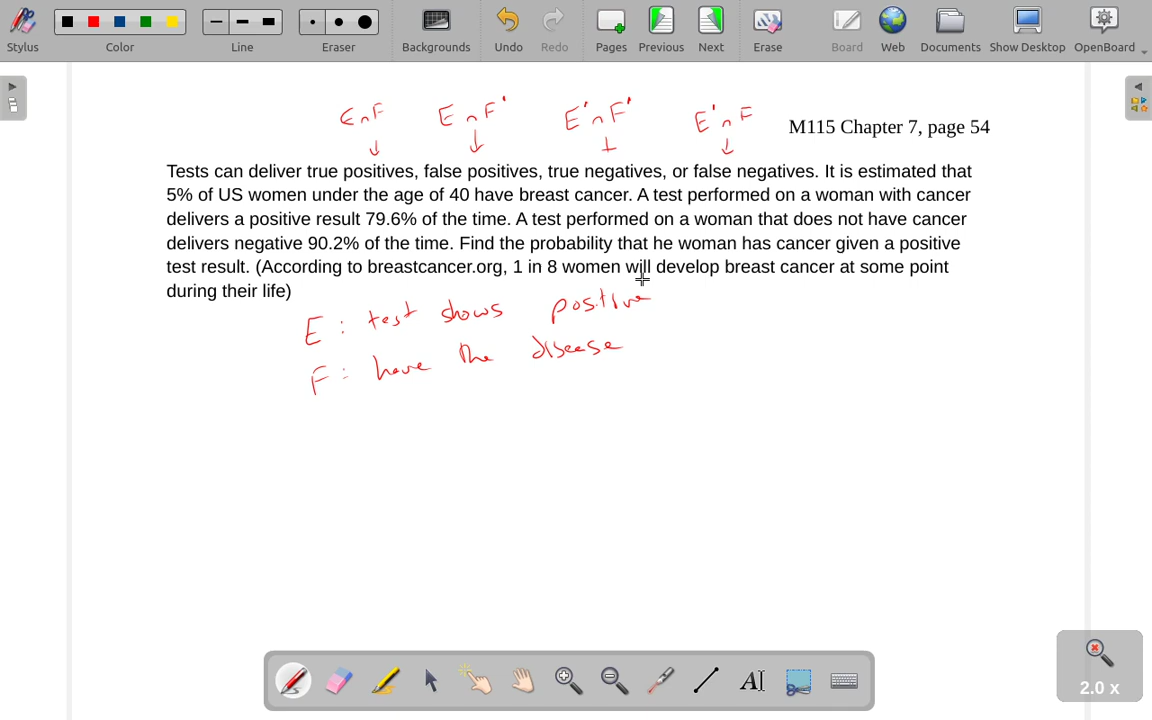 Stylus Color Line Eraser Backgrounds Undo Redo Pages Previous Next Erase Board Web Documents Show Desktop OpenBoard
E∩F E∩F' E'∩F' E'∩F
M115 Chapter 7, page 54
Tests can deliver true positives, false positives, true negatives, or false negatives. It is estimated that
5% of US women under the age of 40 have breast cancer. A test performed on a woman with cancer
delivers a positive result 79.6% of the time. A test performed on a woman that does not have cancer
delivers negative 90.2% of the time. Find the probability that he woman has cancer given a positive
test result. (According to breastcancer.org, 1 in 8 women will develop breast cancer at some point
during their life)
E : test shows positive
F : have the disease
AI
2.0 x